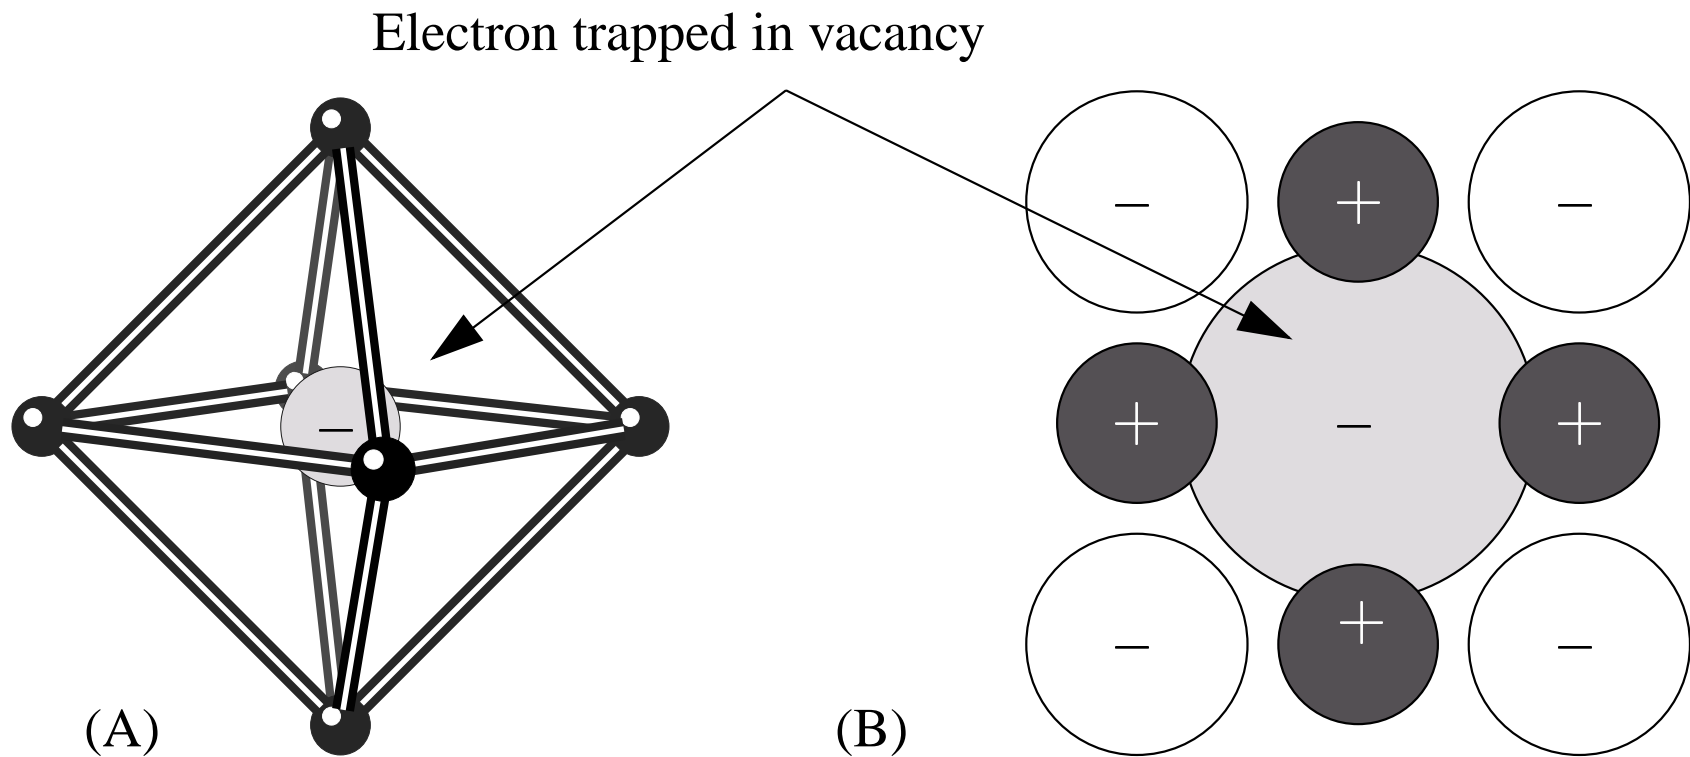 Electron trapped in vacancy
− + −
− + − +
− + −
(A) (B)